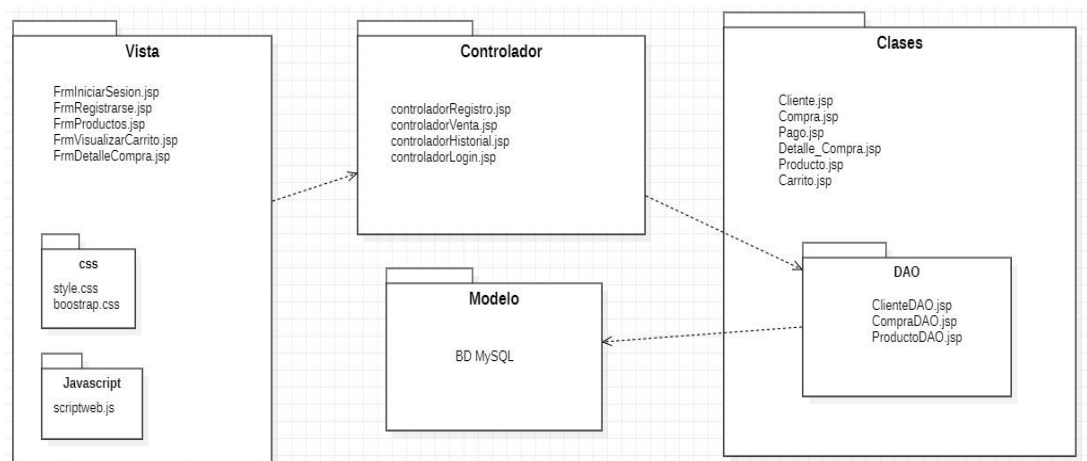 Vista
FrmIniciarSesion.jsp
FrmRegistrarse.jsp
FrmProductos.jsp
FrmVisualizarCarrito.jsp
FrmDetalleCompra.jsp
css
style.css
boostrap.css
Javascript
scriptweb.js
Controlador
controladorRegistro.jsp
controladorVenta.jsp
controladorHistorial.jsp
controladorLogin.jsp
Modelo
BD MySQL
Clases
Cliente.jsp
Compra.jsp
Pago.jsp
Detalle_Compra.jsp
Producto.jsp
Carrito.jsp
DAO
ClienteDAO.jsp
CompraDAO.jsp
ProductoDAO.jsp